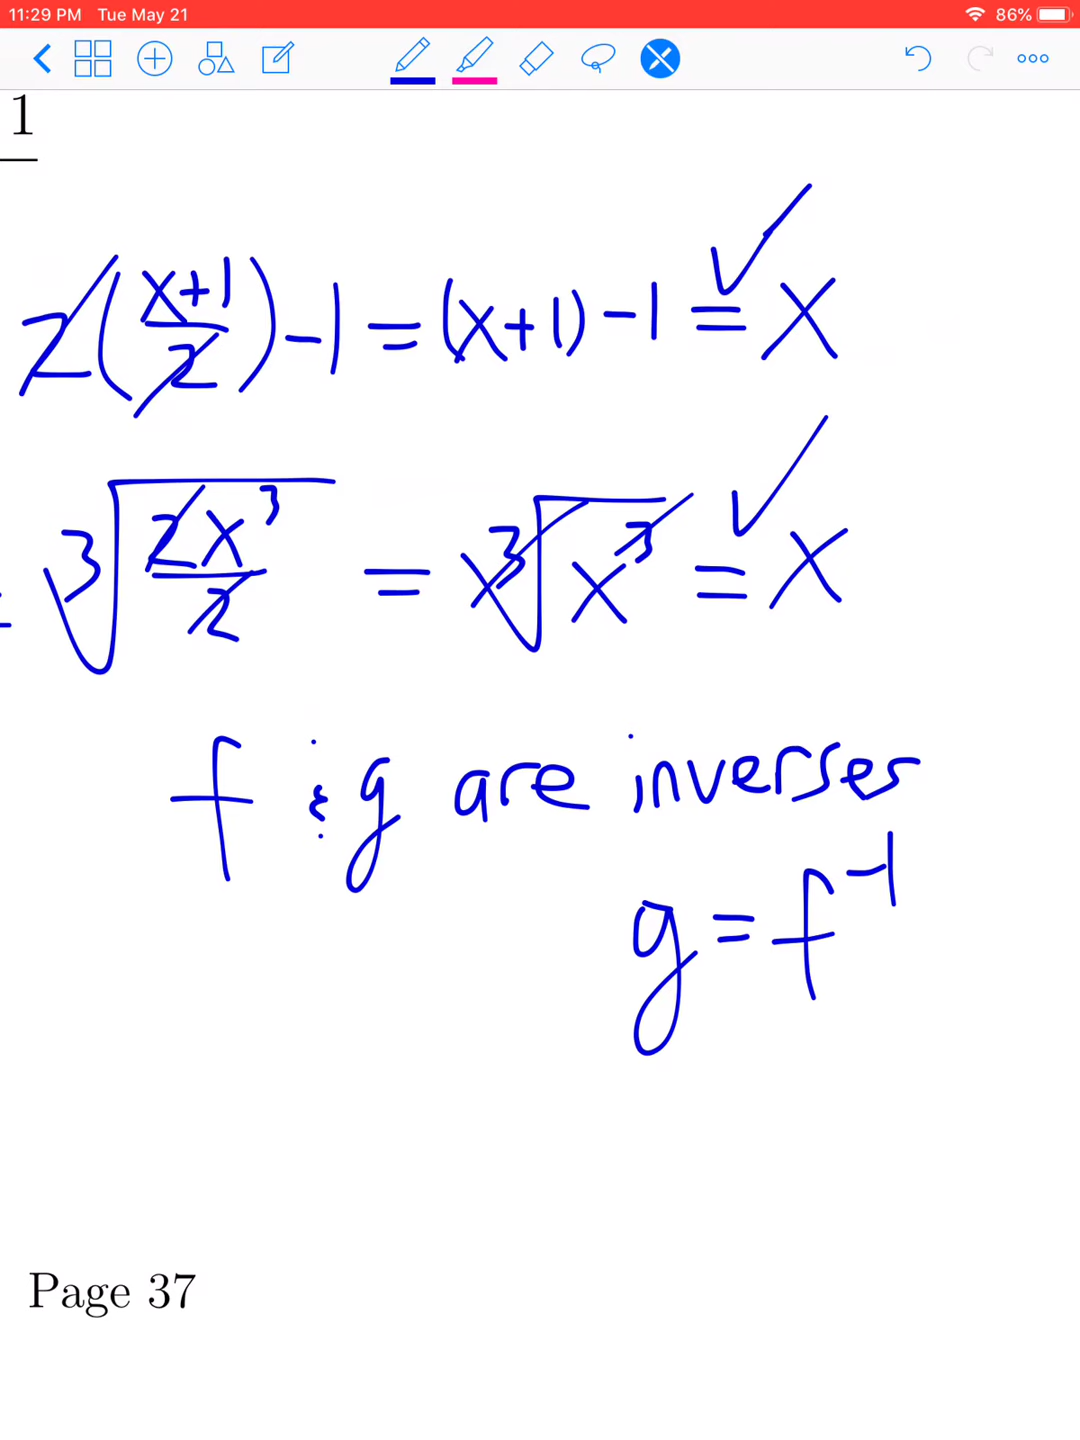 11:29 PM Tue May 21 86%
1
2((x+1)/2)-1 = (x+1)-1 = x
= ∛(2x³/2) = ∛x³ = x
f & g are inverses
g = f⁻¹
Page 37